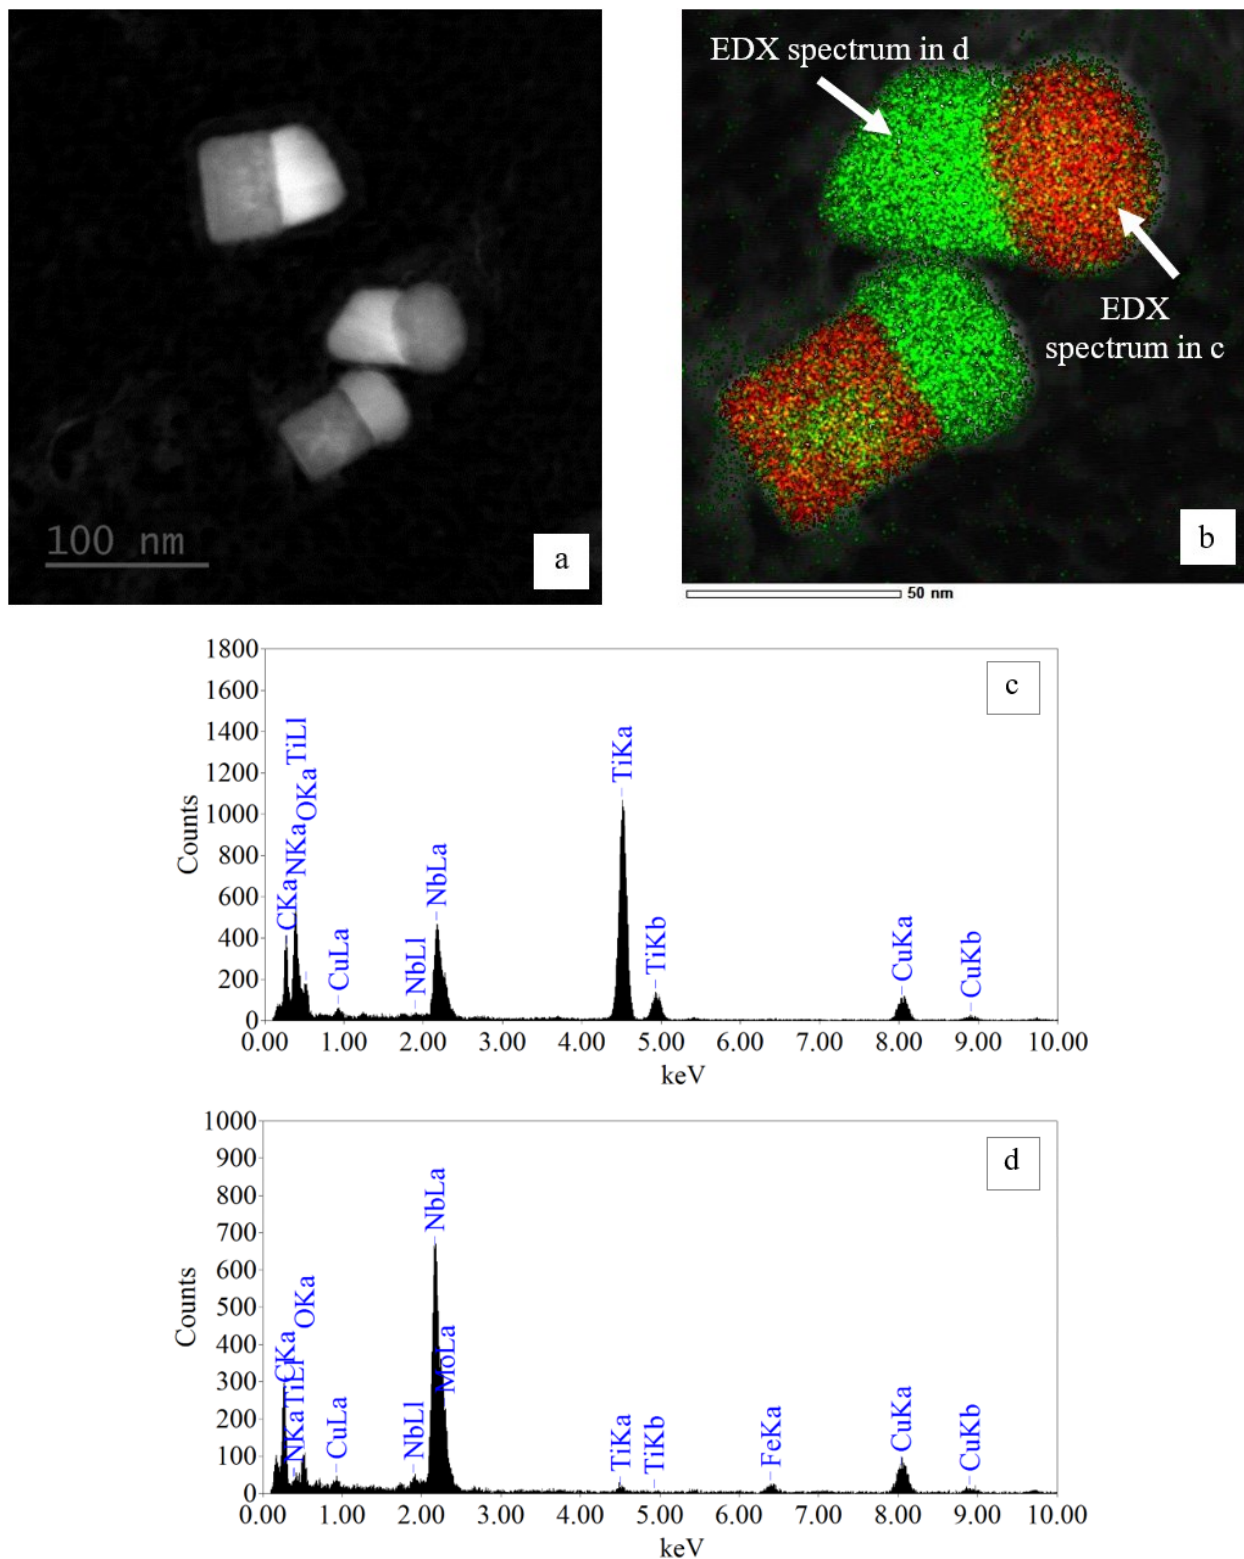 100 nm
a
EDX spectrum in d
EDX
spectrum in c
b
50 nm
c
1800
1600
1400
1200
1000
800
600
400
200
0
Counts
CKa
NKa
TiLl
OKa
CuLa
NbLl
NbLa
TiKa
TiKb
CuKa
CuKb
0.00 1.00 2.00 3.00 4.00 5.00 6.00 7.00 8.00 9.00 10.00
keV
d
1000
900
800
700
600
500
400
300
200
100
0
Counts
CKa
NKa
TiLl
OKa
CuLa
NbLl
NbLa
MoLa
TiKa
TiKb
FeKa
CuKa
CuKb
0.00 1.00 2.00 3.00 4.00 5.00 6.00 7.00 8.00 9.00 10.00
keV